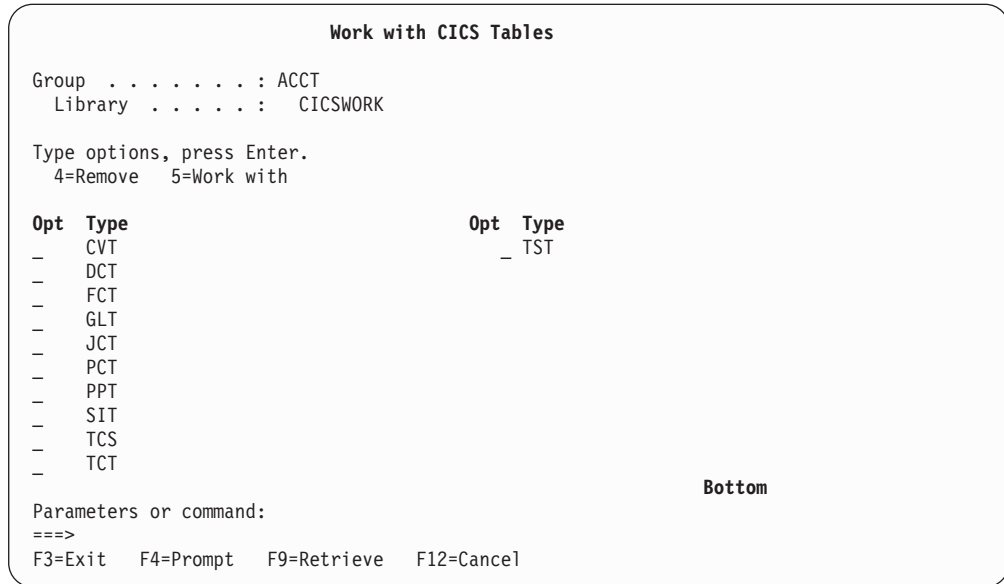 Work with CICS Tables
Group . . . . . . . : ACCT
Library . . . . . : CICSWORK
Type options, press Enter.
4=Remove 5=Work with
Opt Type Opt Type
_ CVT _ TST
_ DCT
_ FCT
_ GLT
_ JCT
_ PCT
_ PPT
_ SIT
_ TCS
_ TCT
Bottom
Parameters or command:
===>
F3=Exit F4=Prompt F9=Retrieve F12=Cancel